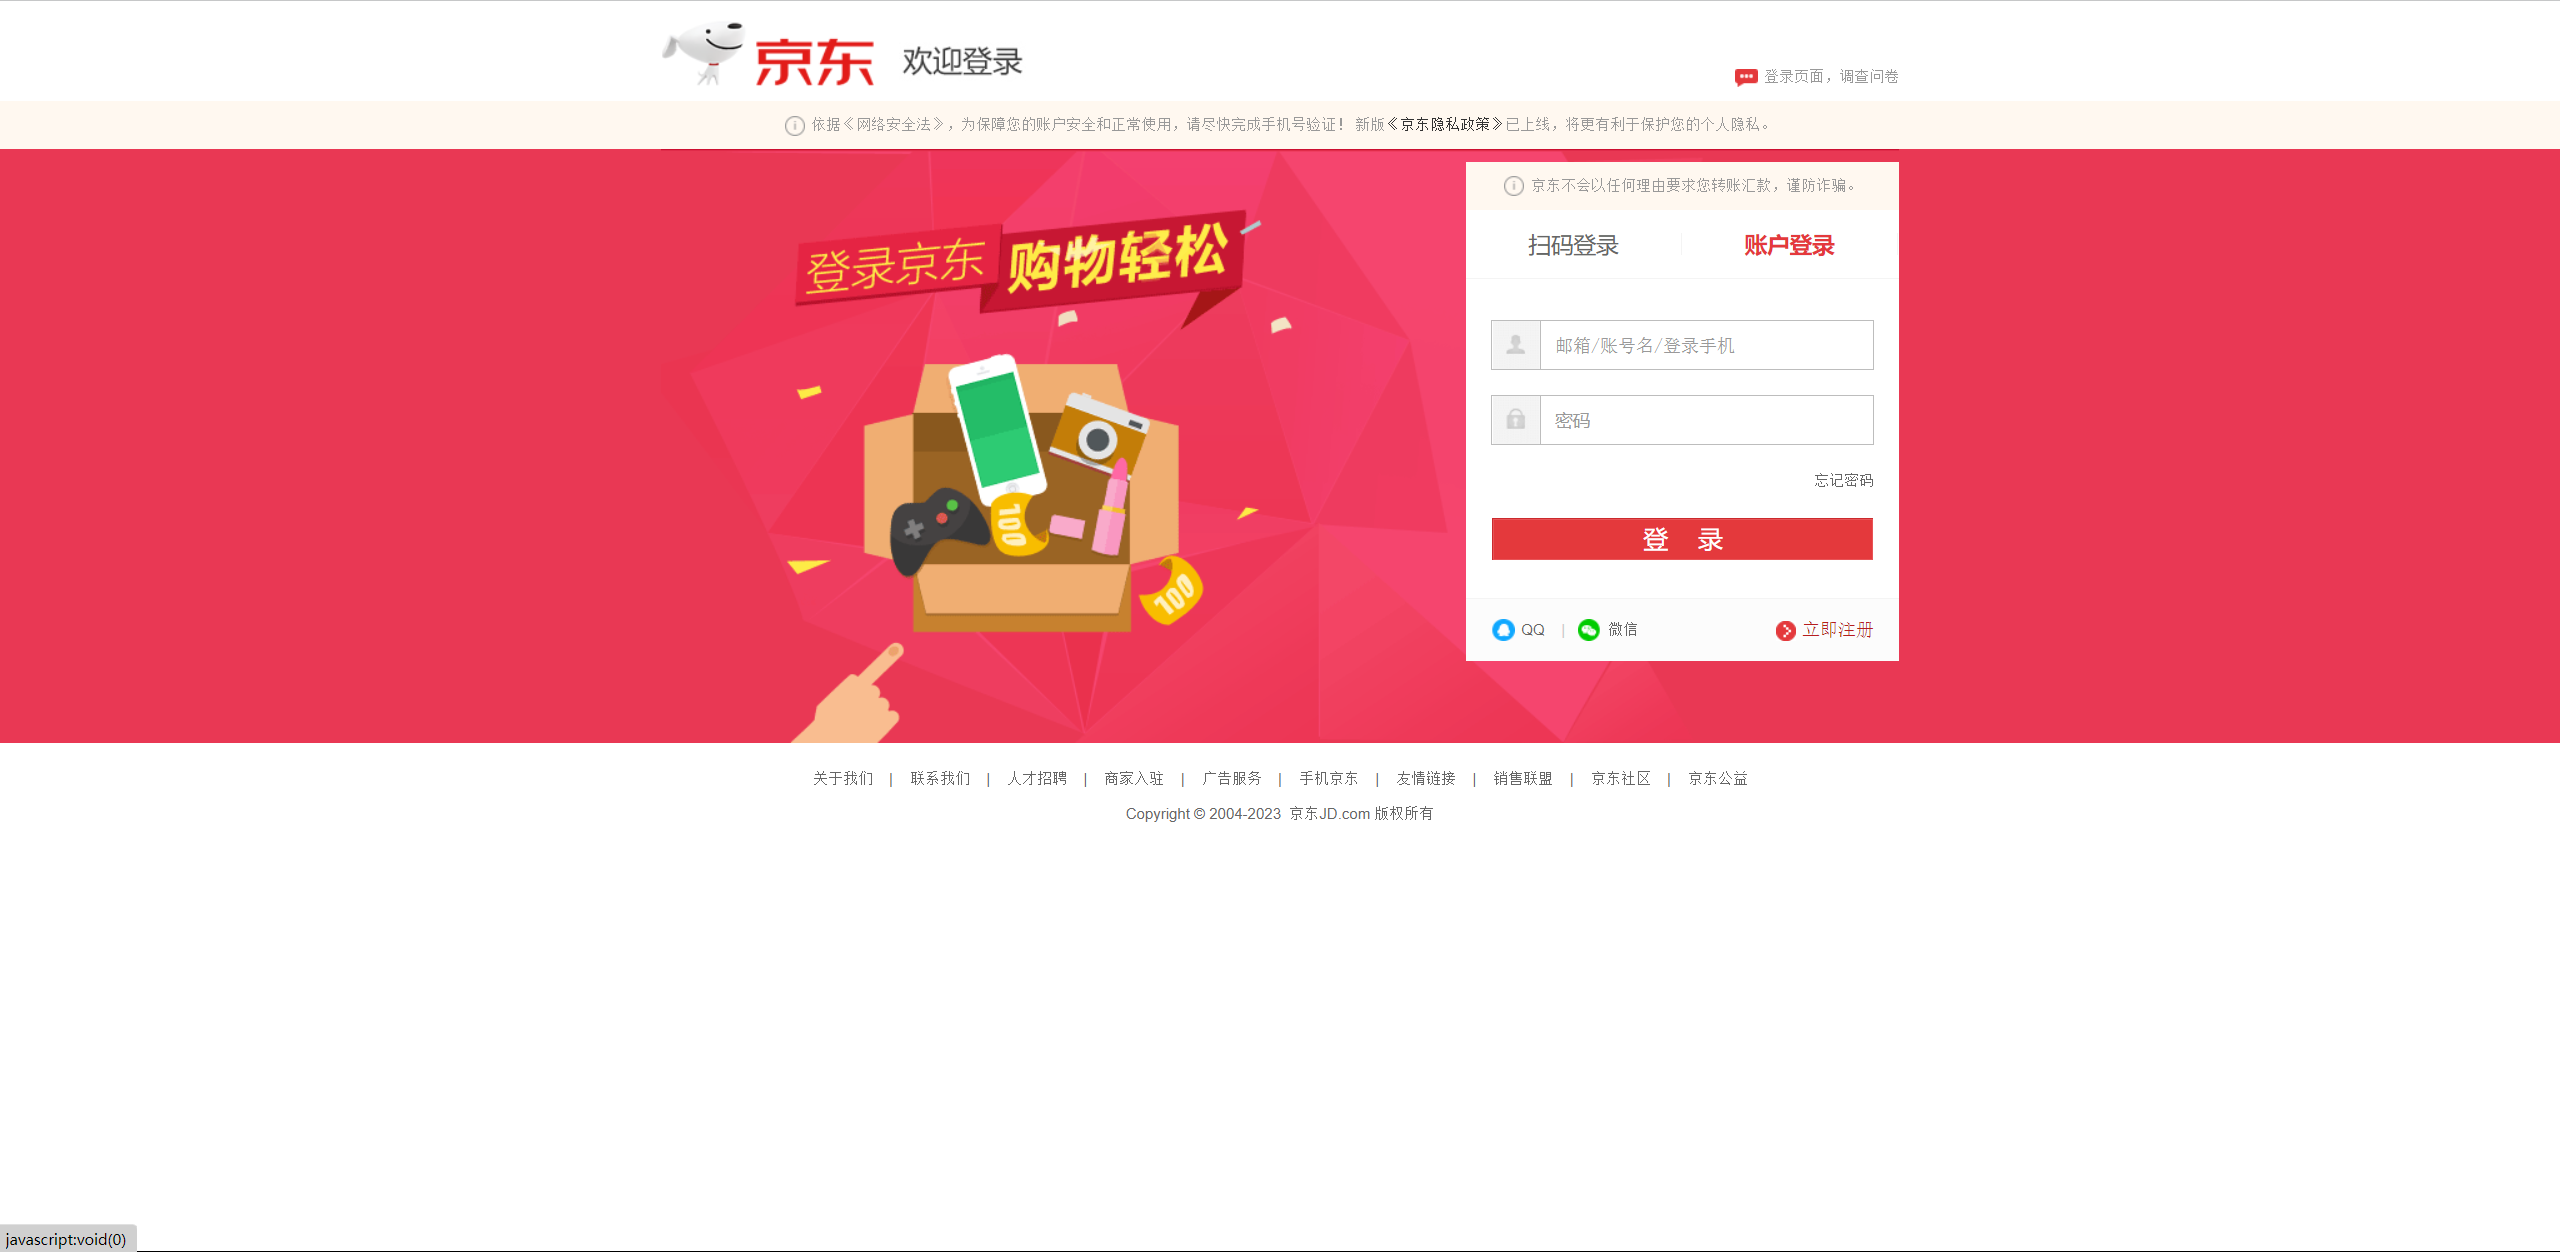 京东 欢迎登录
登录页面，调查问卷
依据《网络安全法》，为保障您的账户安全和正常使用，请尽快完成手机号验证！ 新版《京东隐私政策》已上线，将更有利于保护您的个人隐私。
京东不会以任何理由要求您转账汇款，谨防诈骗。
登录京东 购物轻松
扫码登录 账户登录
邮箱/账号名/登录手机
密码
忘记密码
登 录
100
100
QQ | 微信 立即注册
关于我们 | 联系我们 | 人才招聘 | 商家入驻 | 广告服务 | 手机京东 | 友情链接 | 销售联盟 | 京东社区 | 京东公益
Copyright © 2004-2023 京东JD.com 版权所有
javascript:void(0)